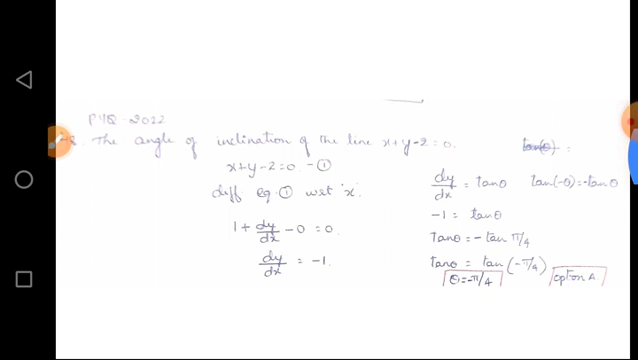 PYQ-2022
The angle of inclination of the line x+y-2=0.
x+y-2=0 -①
diff eq.① wrt 'x'.
1+dy/dx-0=0
dy/dx = -1.
tan(θ) =
dy/dx = tanθ tan(-θ)=-tanθ
-1 = tanθ
Tanθ = -tan π/4
tanθ = tan(-π/4)
θ=-π/4 option A.